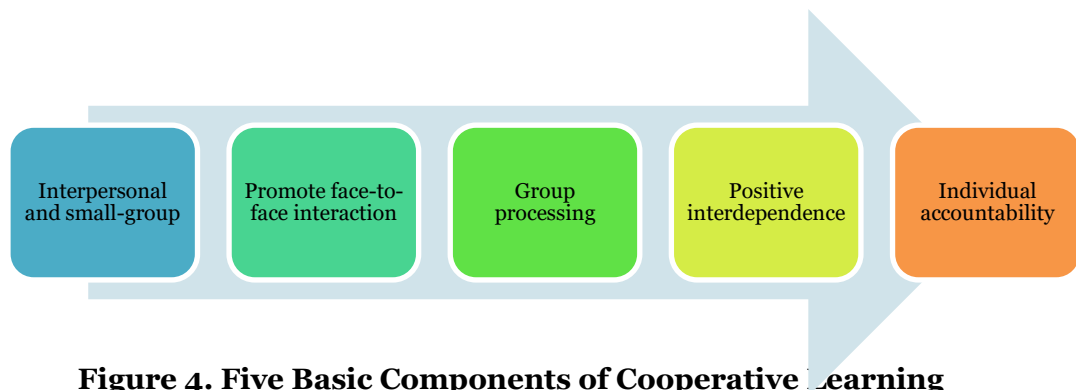 Interpersonal
and small-group
Promote face-to-
face interaction
Group
processing
Positive
interdependence
Individual
accountability
Figure 4. Five Basic Components of Cooperative Learning